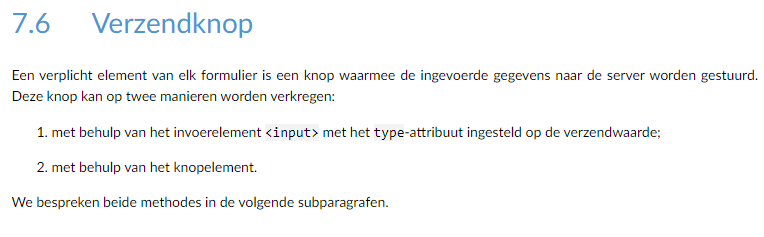 7.6 Verzendknop
Een verplicht element van elk formulier is een knop waarmee de ingevoerde gegevens naar de server worden gestuurd.
Deze knop kan op twee manieren worden verkregen:
1. met behulp van het invoerelement <input> met het type-attribuut ingesteld op de verzendwaarde;
2. met behulp van het knopelement.
We bespreken beide methodes in de volgende subparagrafen.